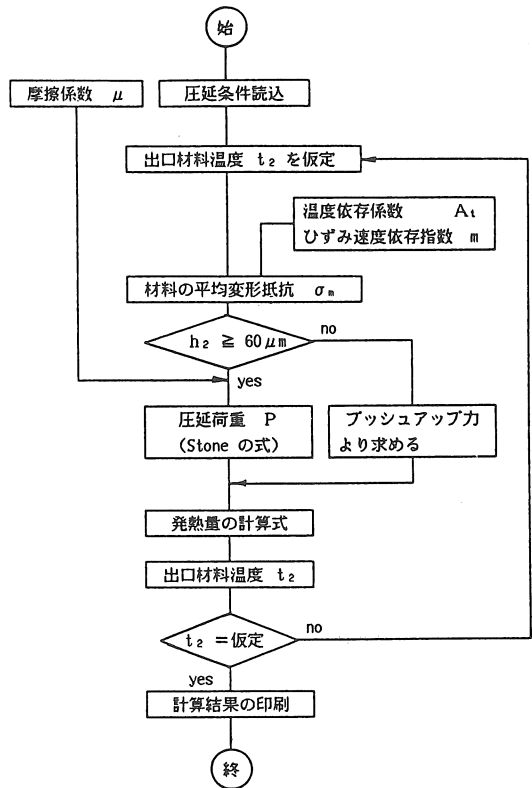 始
摩擦係数 μ
圧延条件読込
出口材料温度 t₂ を仮定
温度依存係数 Aₜ
ひずみ速度依存指数 m
材料の平均変形抵抗 σₘ
h₂ ≧ 60μm
no
yes
圧延荷重 P
(Stone の式)
プッシュアップ力
より求める
発熱量の計算式
出口材料温度 t₂
t₂ =仮定
no
yes
計算結果の印刷
終